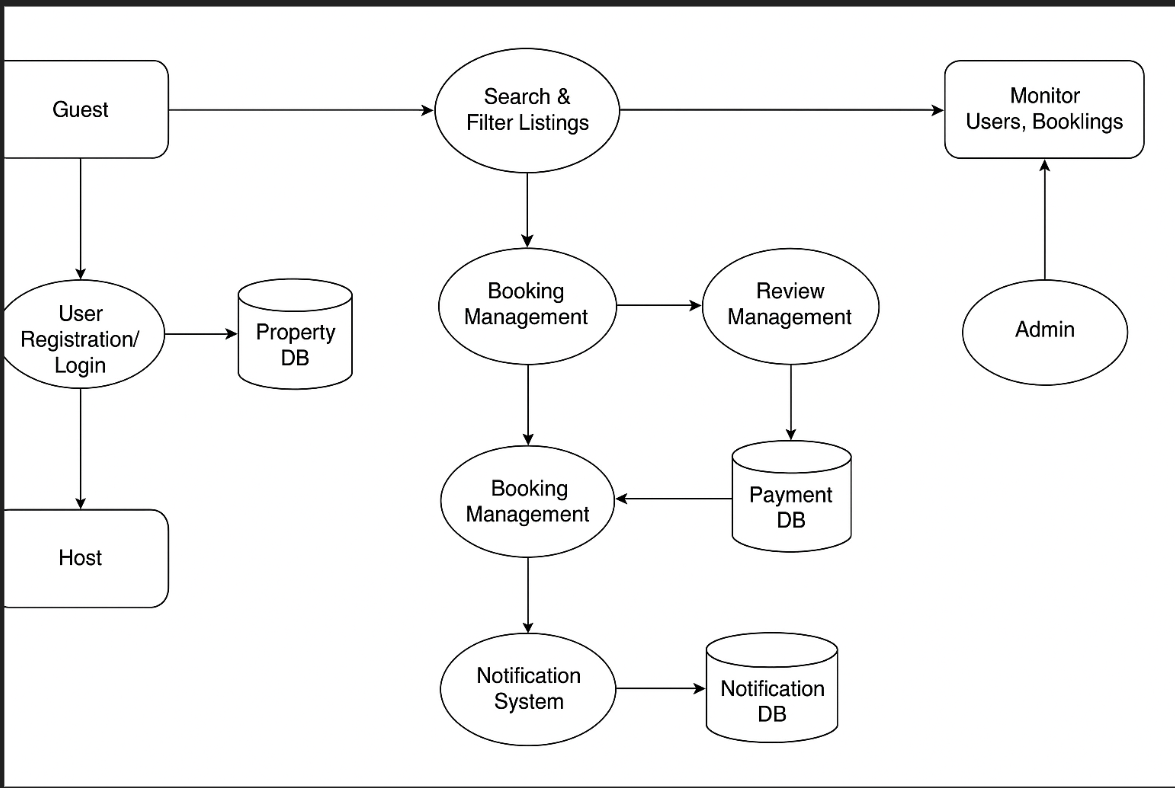 Guest
Search &
Filter Listings
Monitor
Users, Booklings
User
Registration/
Login
Property
DB
Booking
Management
Review
Management
Admin
Booking
Management
Payment
DB
Host
Notification
System
Notification
DB